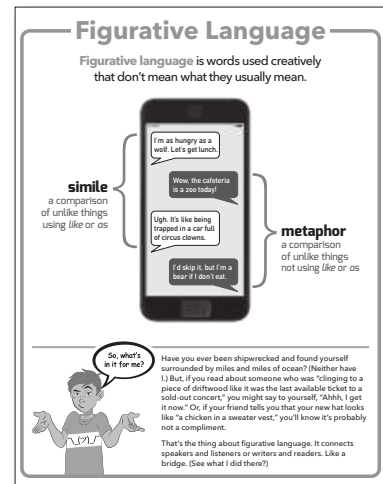 Figurative Language
Figurative language is words used creatively
that don't mean what they usually mean.
I'm as hungry as a
wolf. Let's get lunch.
Wow, the cafeteria
is a zoo today!
Ugh. It's like being
trapped in a car full
of circus clowns.
I'd skip it, but I'm a
bear if I don't eat.
simile
a comparison
of unlike things
using like or as
metaphor
a comparison
of unlike things
not using like or as
So, what's
in it for me?
Have you ever been shipwrecked and found yourself
surrounded by miles and miles of ocean? (Neither have
I.) But, if you read about someone who was "clinging to a
piece of driftwood like it was the last available ticket to a
sold-out concert," you might say to yourself, "Ahhh, I get
it now." Or, if your friend tells you that your new hat looks
like "a chicken in a sweater vest," you'll know it's probably
not a compliment.
That's the thing about figurative language. It connects
speakers and listeners or writers and readers. Like a
bridge. (See what I did there?)